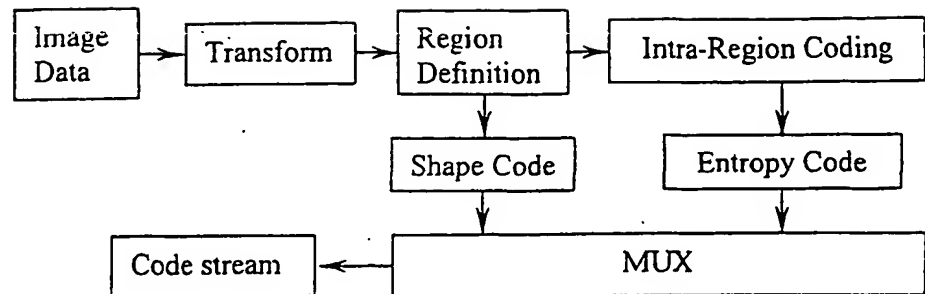 Image
Data
Transform
Region
Definition
Intra-Region Coding
Shape Code
Entropy Code
Code stream
MUX